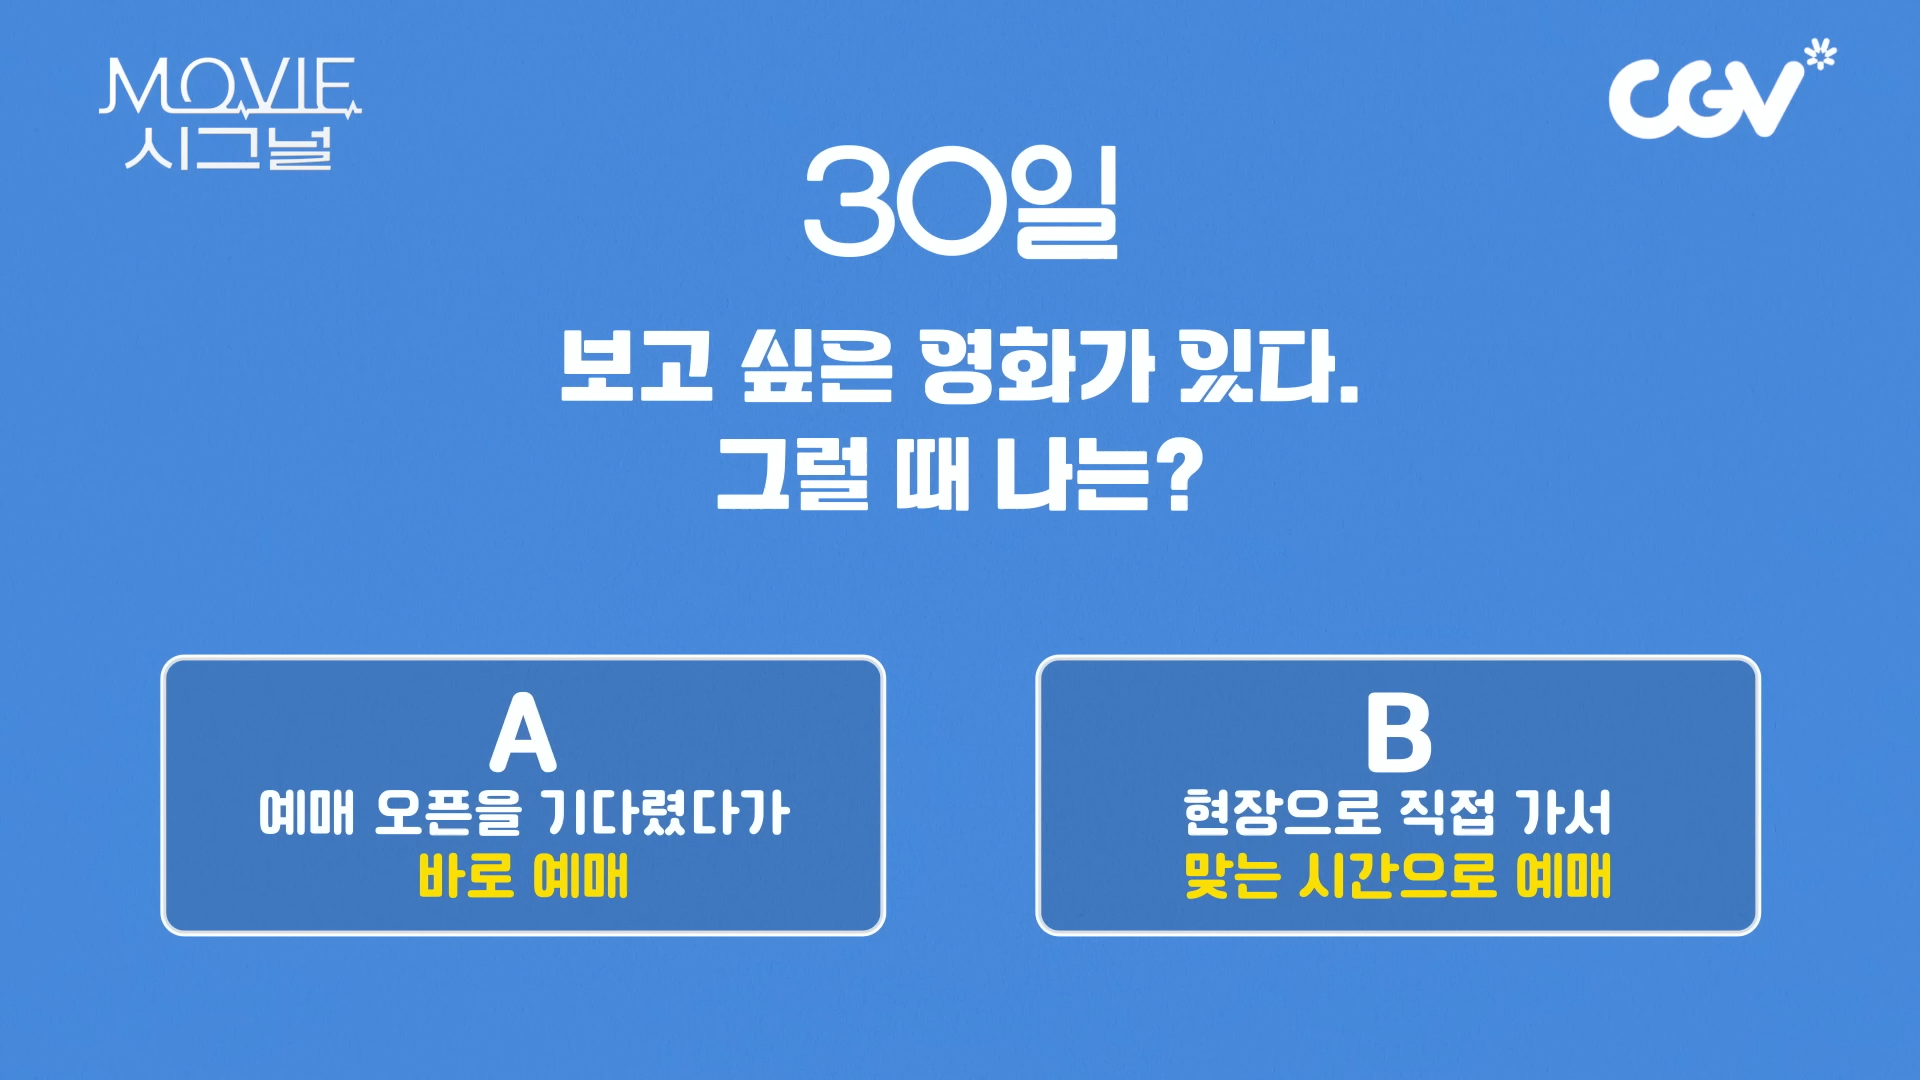 MOVIE
시그널
CGV
30일
보고 싶은 영화가 있다.
그럴 때 나는?
A
예매 오픈을 기다렸다가
바로 예매
B
현장으로 직접 가서
맞는 시간으로 예매